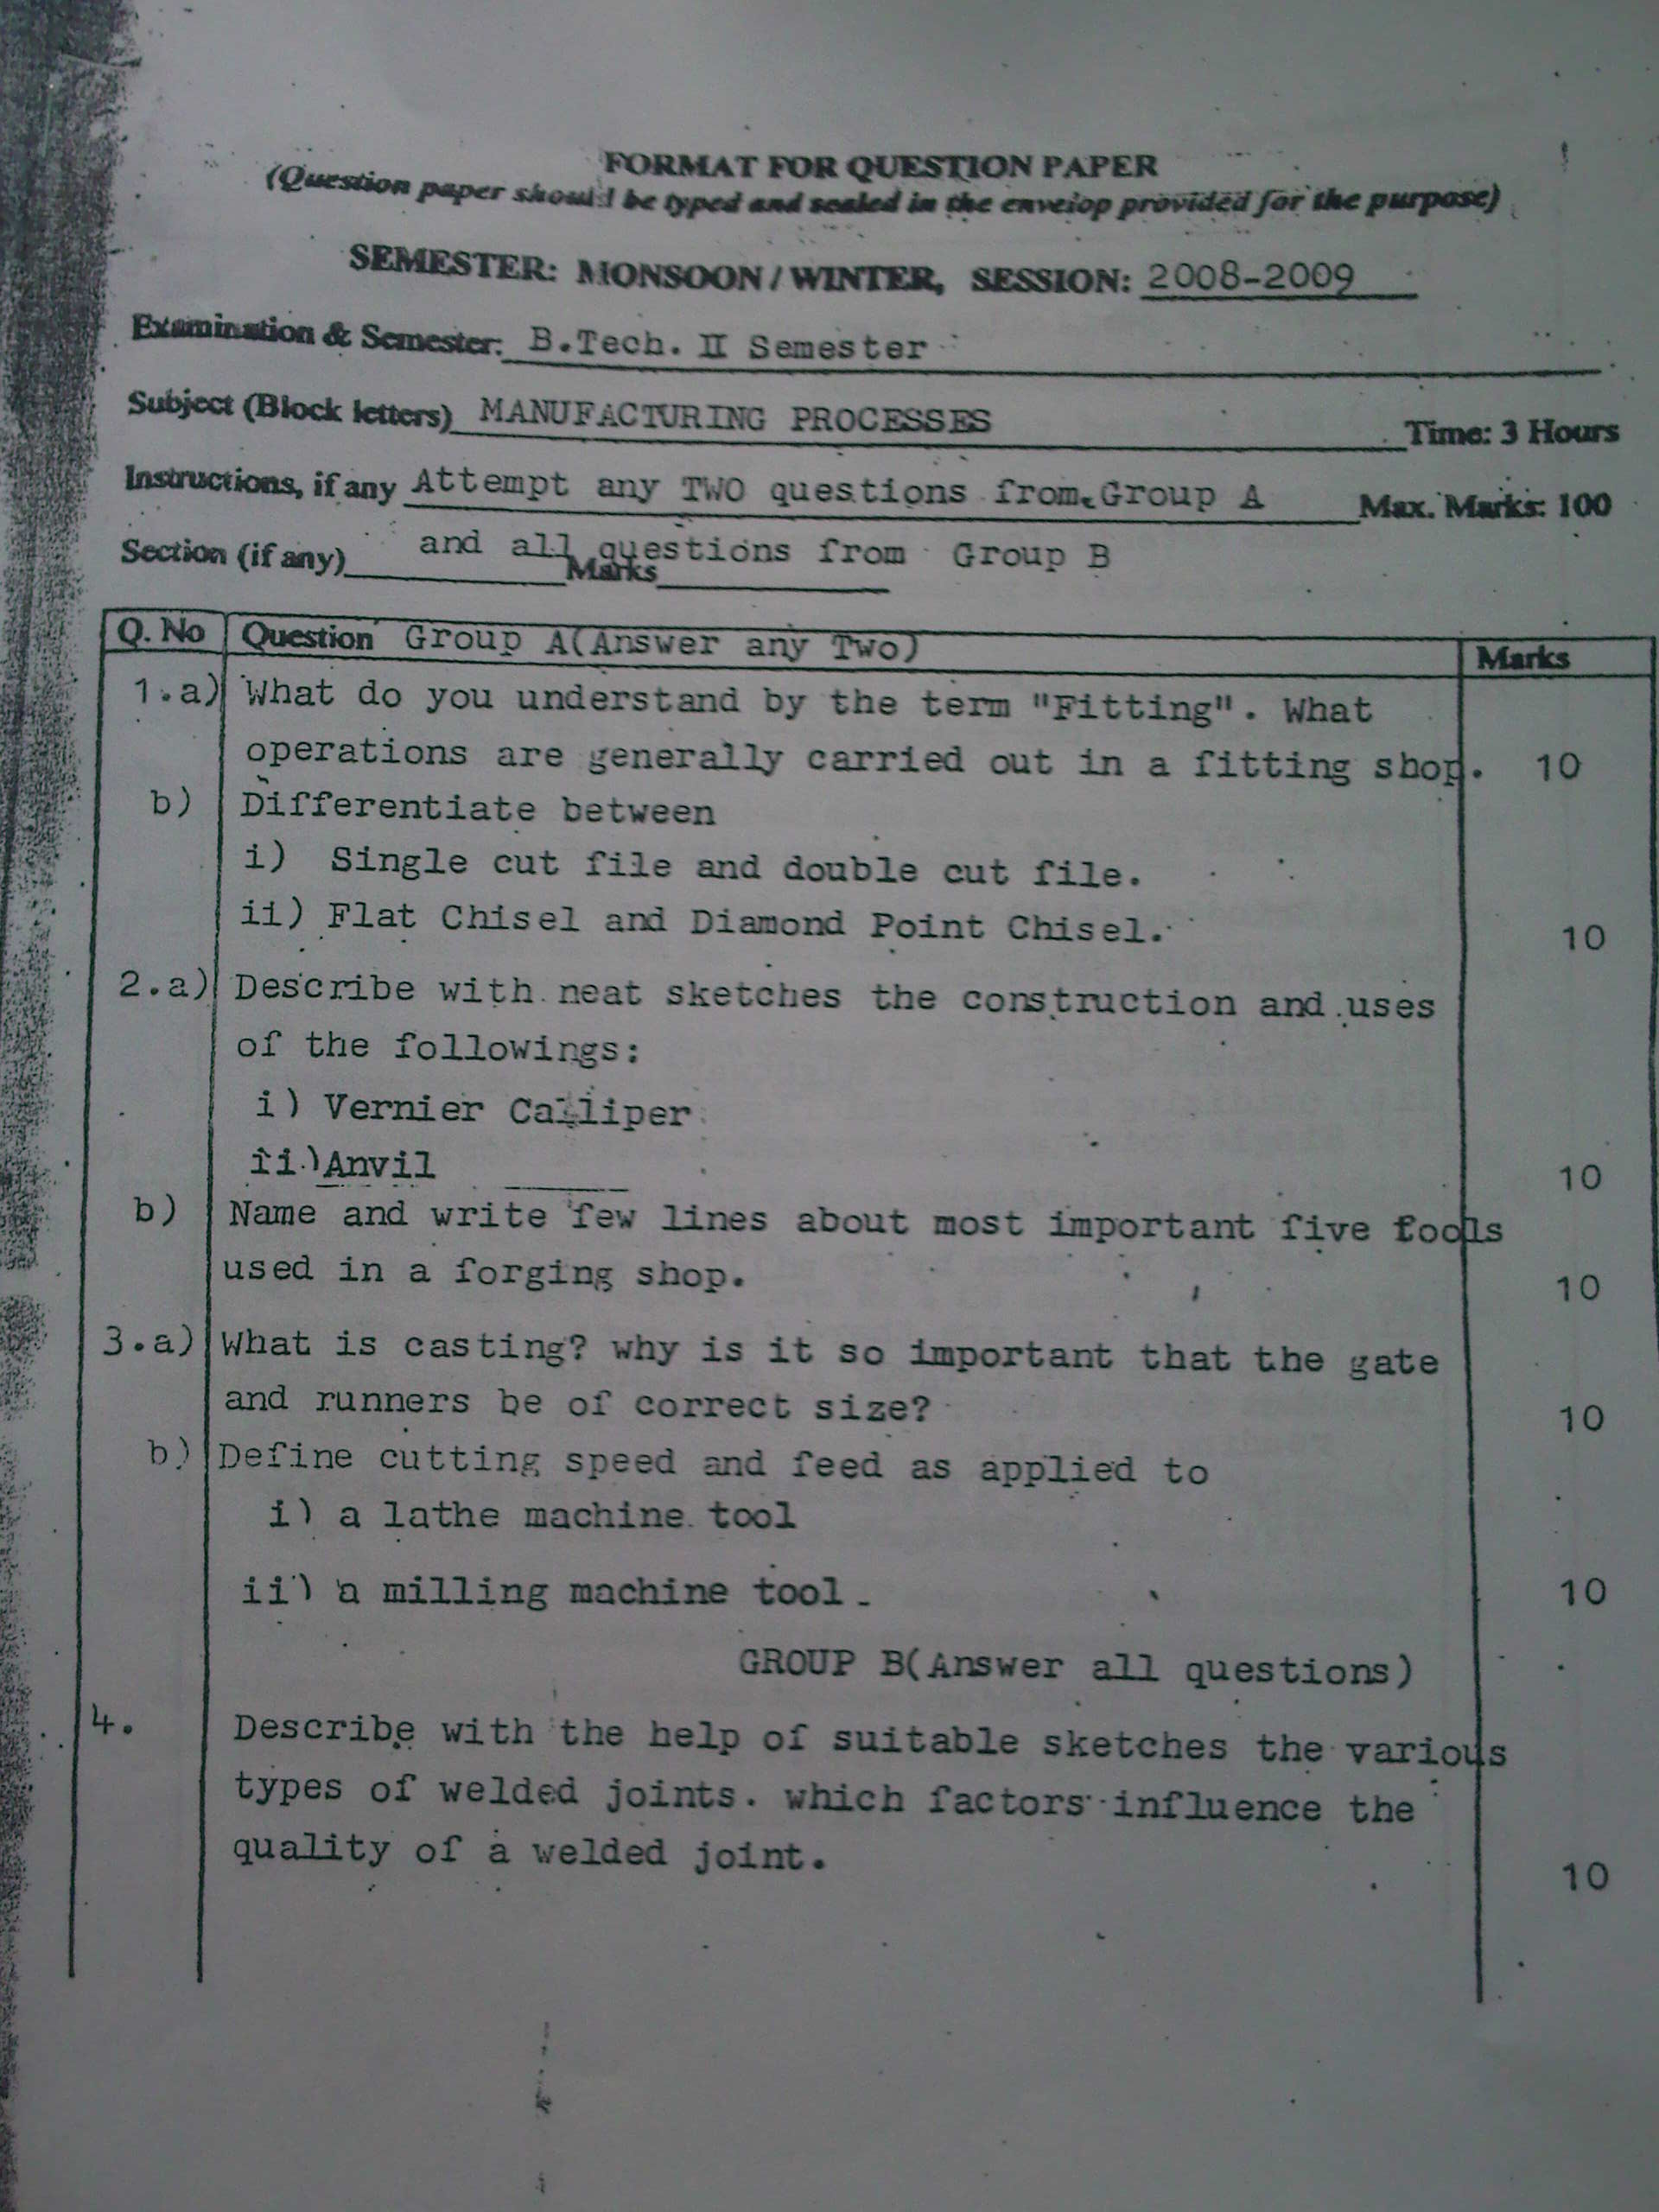 FORMAT FOR QUESTION PAPER
(Question paper should be typed and sealed in the envelop provided for the purpose)
SEMESTER: MONSOON / WINTER, SESSION: 2008-2009
Examination & Semester: B.Tech. II Semester
Subject (Block letters) MANUFACTURING PROCESSES Time: 3 Hours
Instructions, if any Attempt any TWO questions from Group A Max. Marks: 100
and all questions from Group B
Section (if any) Marks
Q. No Question Group A(Answer any Two) Marks
1.a) What do you understand by the term "Fitting". What
operations are generally carried out in a fitting shop. 10
b) Differentiate between
i) Single cut file and double cut file.
ii) Flat Chisel and Diamond Point Chisel. 10
2.a) Describe with neat sketches the construction and uses
of the followings:
i) Vernier Calliper
ii) Anvil 10
b) Name and write few lines about most important five tools
used in a forging shop. 10
3.a) What is casting? why is it so important that the gate
and runners be of correct size? 10
b) Define cutting speed and feed as applied to
i) a lathe machine tool
ii) a milling machine tool. 10
GROUP B(Answer all questions)
4. Describe with the help of suitable sketches the various
types of welded joints. which factors influence the
quality of a welded joint. 10